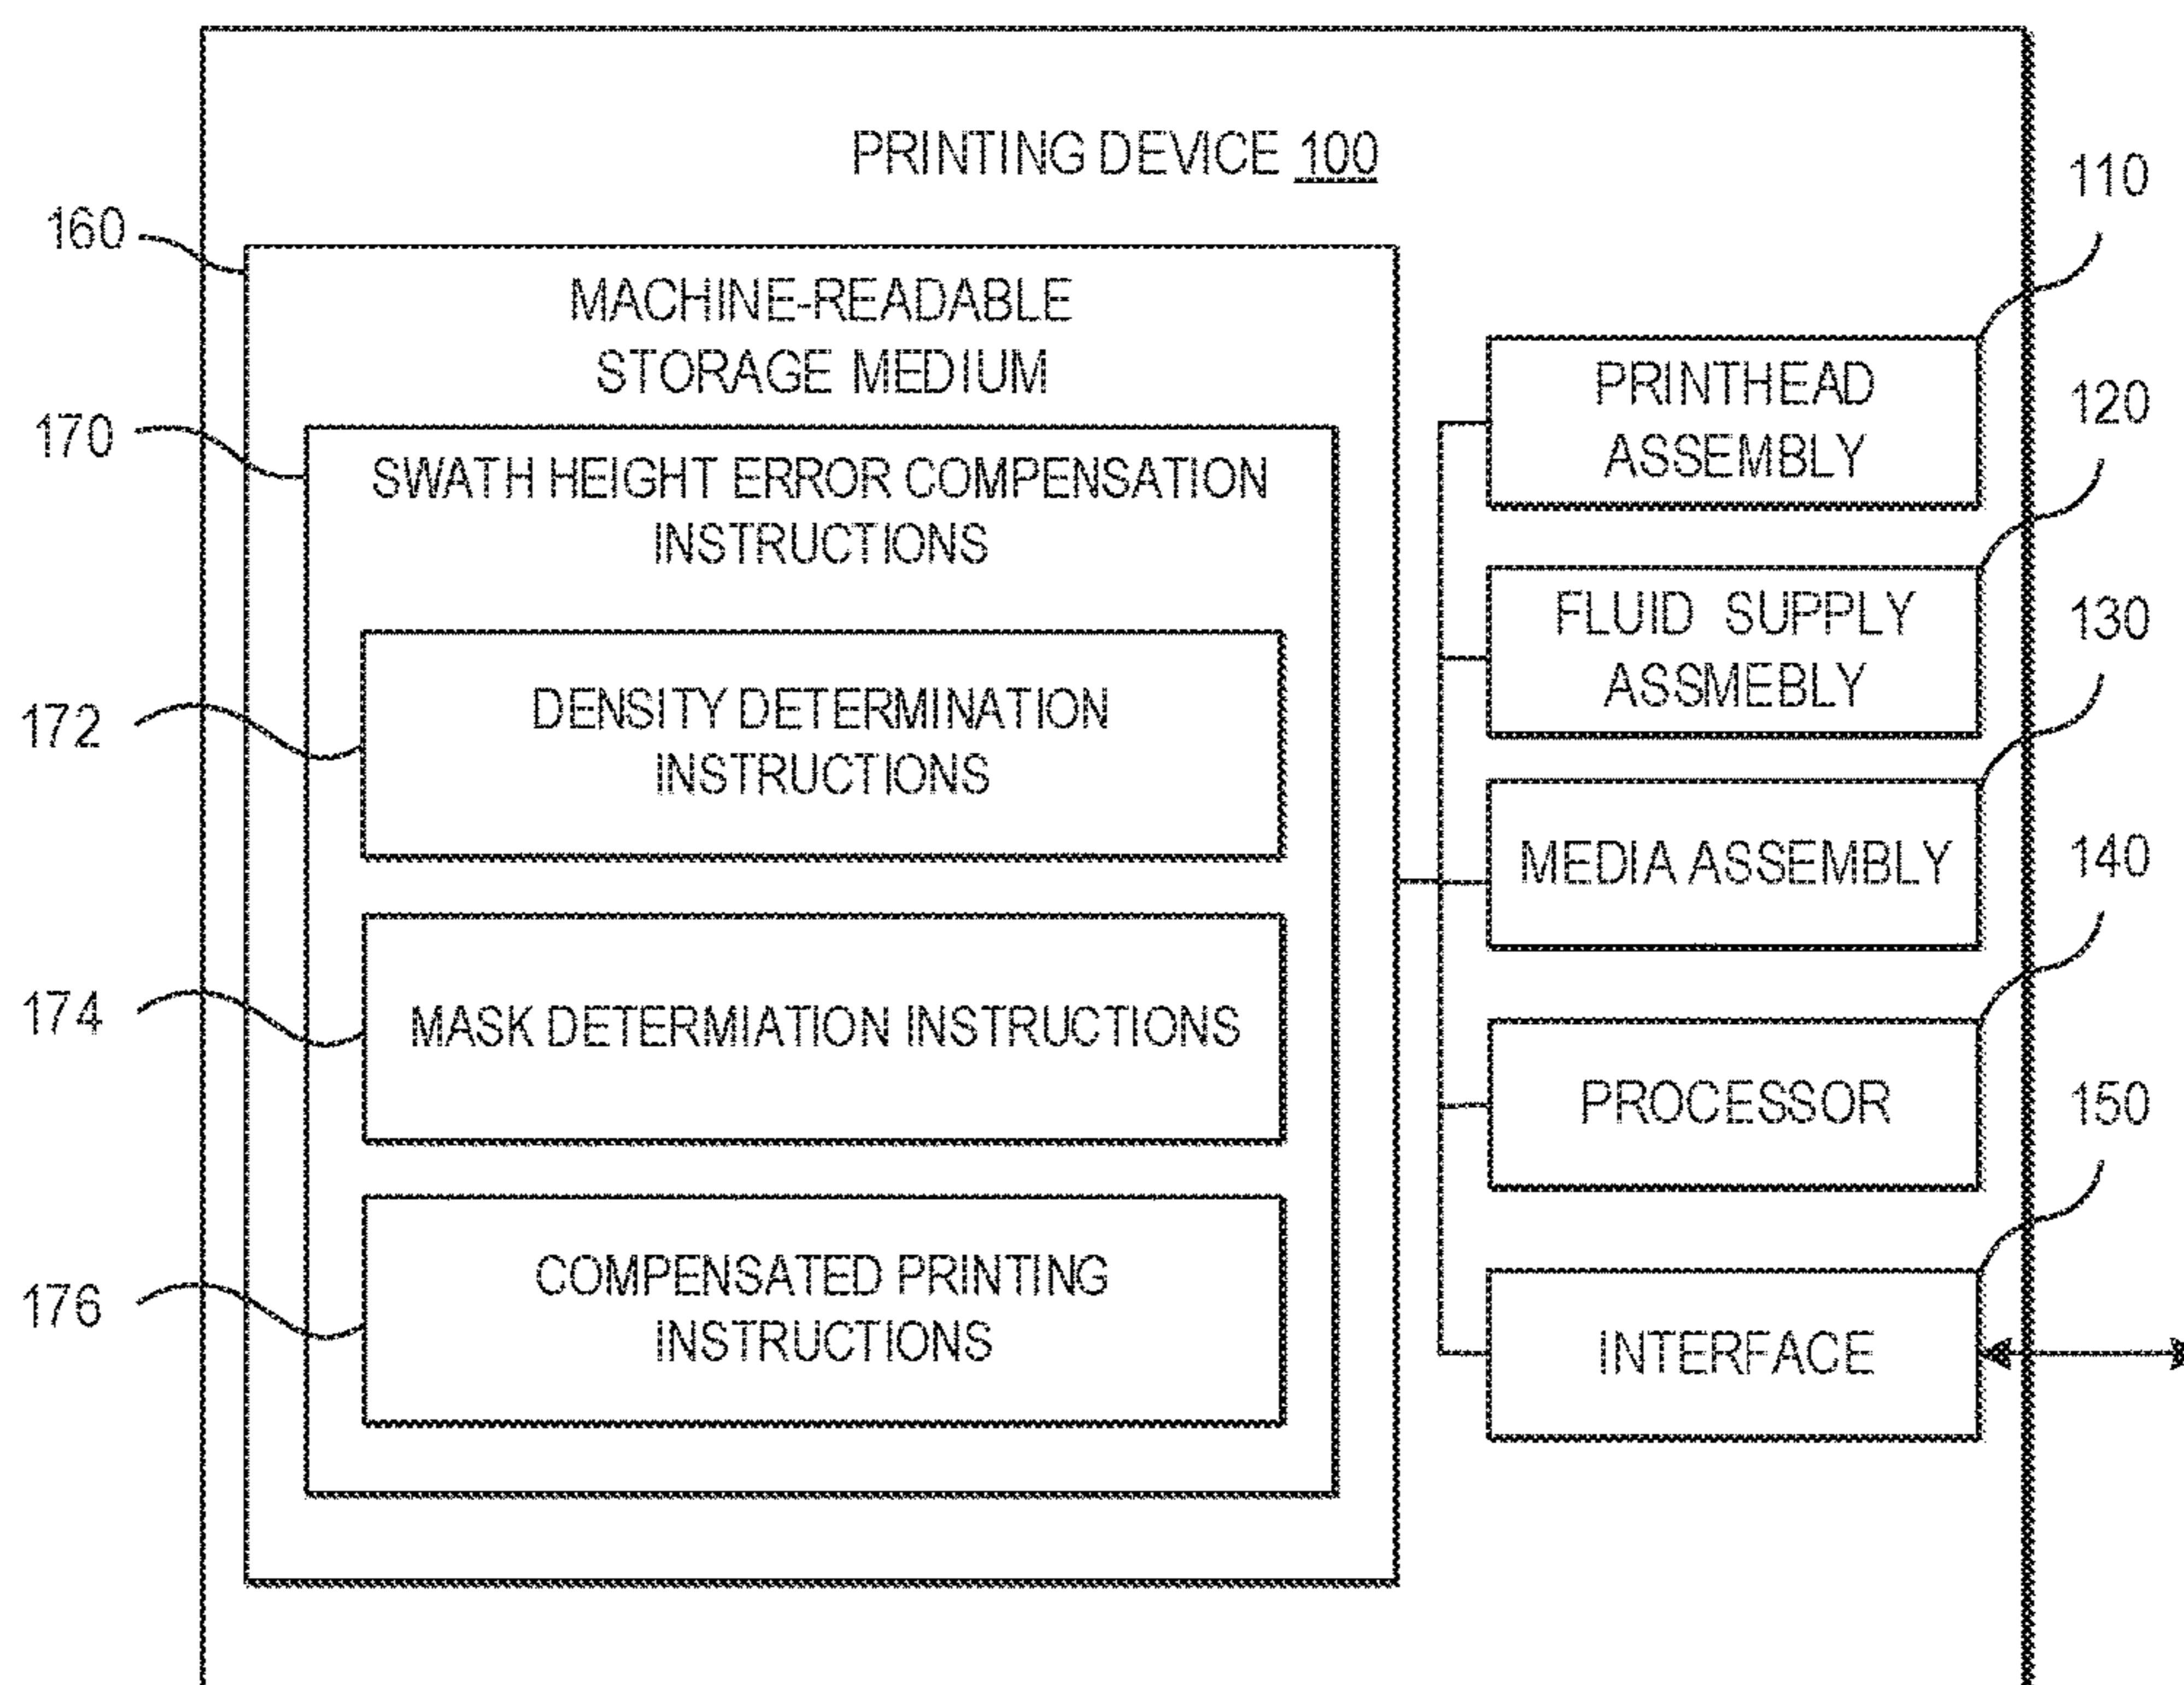 PRINTING DEVICE 100
160
MACHINE-READABLE
STORAGE MEDIUM
170
SWATH HEIGHT ERROR COMPENSATION
INSTRUCTIONS
172
DENSITY DETERMINATION
INSTRUCTIONS
174
MASK DETERMIATION INSTRUCTIONS
176
COMPENSATED PRINTING
INSTRUCTIONS
110
PRINTHEAD
ASSEMBLY
120
FLUID SUPPLY
ASSMEBLY
130
MEDIA ASSEMBLY
140
PROCESSOR
150
INTERFACE